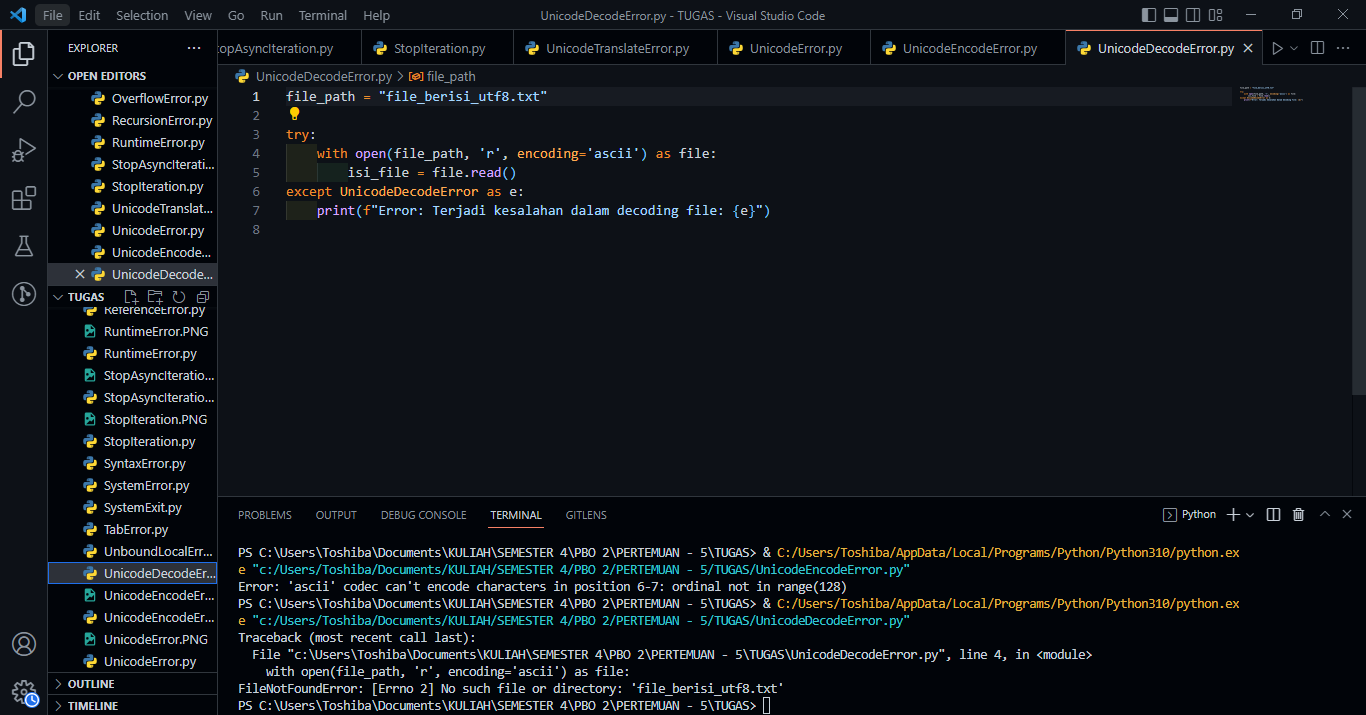 File Edit Selection View Go Run Terminal Help
UnicodeDecodeError.py - TUGAS - Visual Studio Code
EXPLORER ...
OPEN EDITORS
OverflowError.py
RecursionError.py
RuntimeError.py
StopAsyncIterati...
StopIteration.py
UnicodeTranslat...
UnicodeError.py
UnicodeEncode...
UnicodeDecode...
TUGAS
ReferenceError.py
RuntimeError.PNG
RuntimeError.py
StopAsyncIteratio...
StopAsyncIteratio...
StopIteration.PNG
StopIteration.py
SyntaxError.py
SystemError.py
SystemExit.py
TabError.py
UnboundLocalErr...
UnicodeDecodeEr...
UnicodeEncodeEr...
UnicodeEncodeEr...
UnicodeError.PNG
UnicodeError.py
OUTLINE
TIMELINE
opAsyncIteration.py StopIteration.py UnicodeTranslateError.py UnicodeError.py UnicodeEncodeError.py UnicodeDecodeError.py
UnicodeDecodeError.py > file_path
1 file_path = "file_berisi_utf8.txt"
2
3 try:
4     with open(file_path, 'r', encoding='ascii') as file:
5         isi_file = file.read()
6 except UnicodeDecodeError as e:
7     print(f"Error: Terjadi kesalahan dalam decoding file: {e}")
8
PROBLEMS OUTPUT DEBUG CONSOLE TERMINAL GITLENS
Python
PS C:\Users\Toshiba\Documents\KULIAH\SEMESTER 4\PBO 2\PERTEMUAN - 5\TUGAS> & C:/Users/Toshiba/AppData/Local/Programs/Python/Python310/python.ex
e "c:/Users/Toshiba/Documents/KULIAH/SEMESTER 4/PBO 2/PERTEMUAN - 5/TUGAS/UnicodeEncodeError.py"
Error: 'ascii' codec can't encode characters in position 6-7: ordinal not in range(128)
PS C:\Users\Toshiba\Documents\KULIAH\SEMESTER 4\PBO 2\PERTEMUAN - 5\TUGAS> & C:/Users/Toshiba/AppData/Local/Programs/Python/Python310/python.ex
e "c:/Users/Toshiba/Documents/KULIAH/SEMESTER 4/PBO 2/PERTEMUAN - 5/TUGAS/UnicodeDecodeError.py"
Traceback (most recent call last):
  File "c:\Users\Toshiba\Documents\KULIAH\SEMESTER 4\PBO 2\PERTEMUAN - 5\TUGAS\UnicodeDecodeError.py", line 4, in <module>
    with open(file_path, 'r', encoding='ascii') as file:
FileNotFoundError: [Errno 2] No such file or directory: 'file_berisi_utf8.txt'
PS C:\Users\Toshiba\Documents\KULIAH\SEMESTER 4\PBO 2\PERTEMUAN - 5\TUGAS>